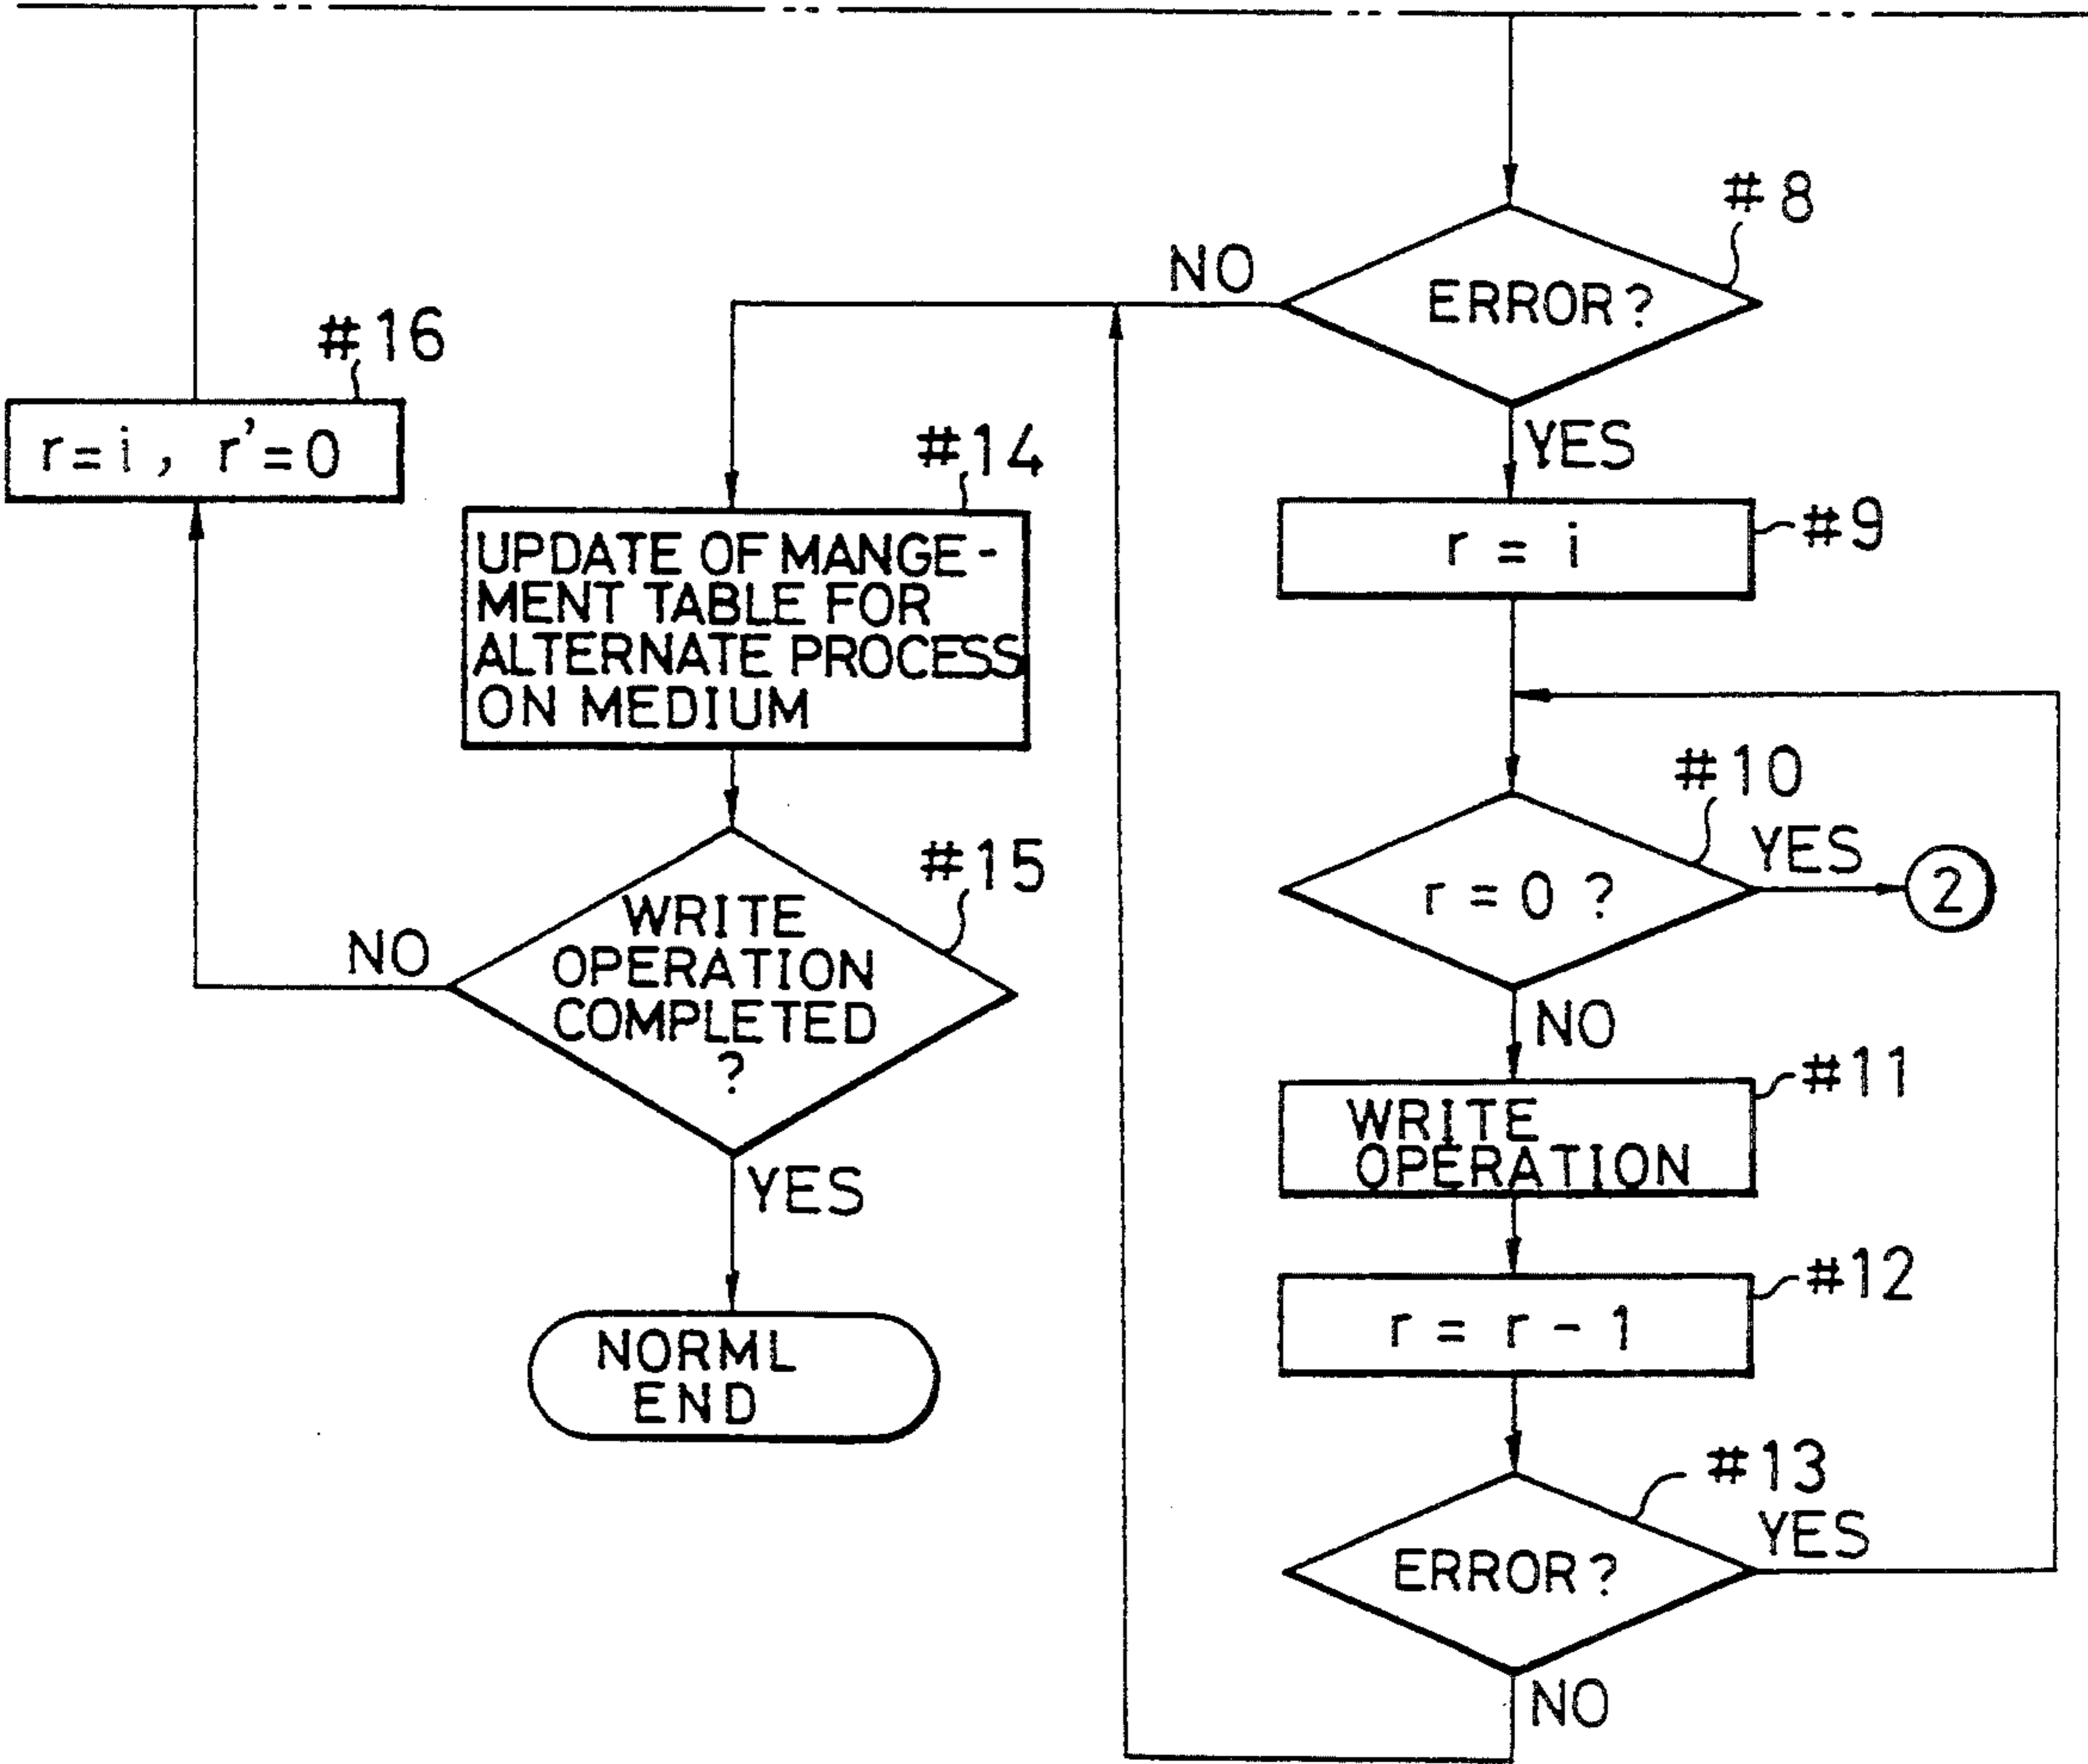 #8
NO
ERROR?
YES
#16
r=i, r'=0
#14
UPDATE OF MANGE-
MENT TABLE FOR
ALTERNATE PROCESS
ON MEDIUM
#9
r = i
#10
r = 0 ?
YES
2
NO
#15
WRITE
OPERATION
COMPLETED
?
NO
YES
NORML
END
#11
WRITE
OPERATION
#12
r = r - 1
#13
ERROR?
YES
NO